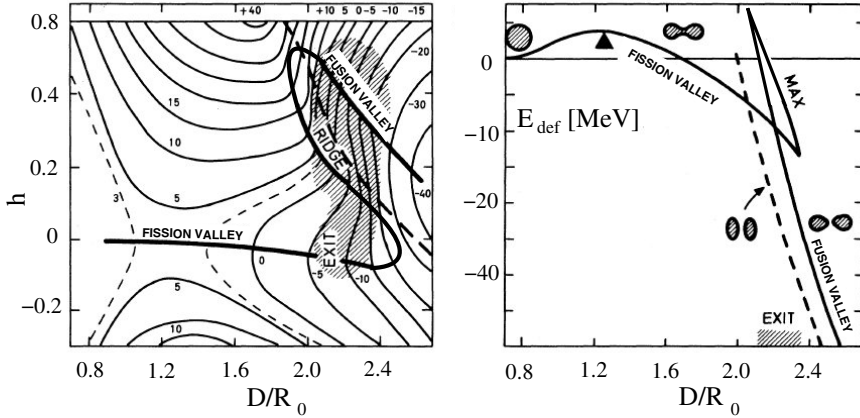 +40
+10 5 0 -5 -10 -15
0.8
-20
FUSION VALLEY
15
-30
0.4
10
RIDGE
0.2
5
-40
3
h
FISSION VALLEY
0
EXIT
0
-5
-10
5
-0.2
10
0.8 1.2 1.6 2.0 2.4
D/R0
0
FISSION VALLEY
MAX
E def [MeV]
-10
-20
FUSION VALLEY
-40
EXIT
0.8 1.2 1.6 2.0 2.4
D/R0